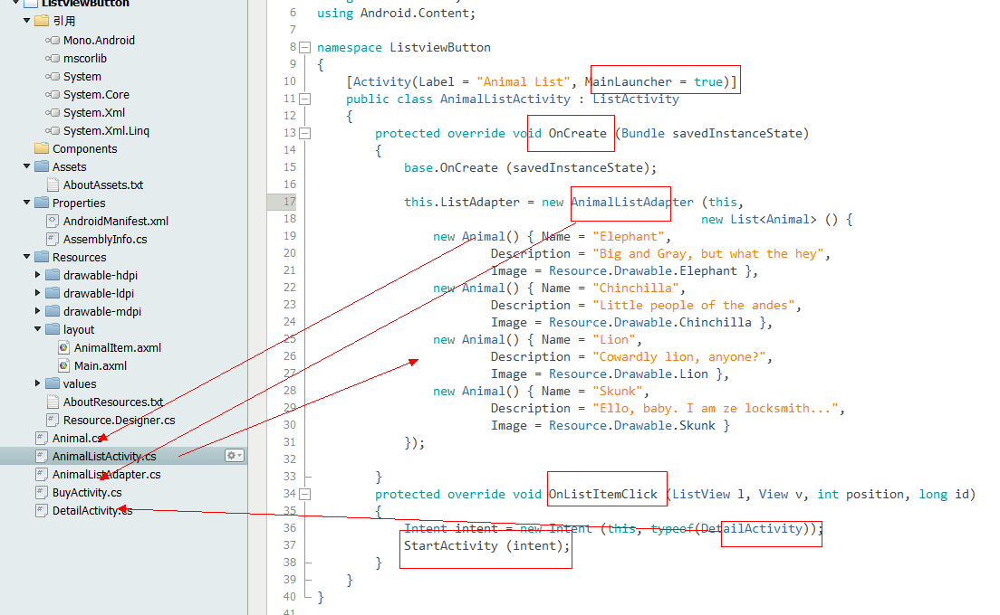 ListviewButton
引用
Mono.Android
mscorlib
System
System.Core
System.Xml
System.Xml.Linq
Components
Assets
AboutAssets.txt
Properties
AndroidManifest.xml
AssemblyInfo.cs
Resources
drawable-hdpi
drawable-ldpi
drawable-mdpi
layout
AnimalItem.axml
Main.axml
values
AboutResources.txt
Resource.Designer.cs
Animal.cs
AnimalListActivity.cs
AnimalListAdapter.cs
BuyActivity.cs
DetailActivity.cs
6 using Android.Content;
7
8 namespace ListviewButton
9 {
10 [Activity(Label = "Animal List", MainLauncher = true)]
11 public class AnimalListActivity : ListActivity
12 {
13 protected override void OnCreate (Bundle savedInstanceState)
14 {
15 base.OnCreate (savedInstanceState);
16
17 this.ListAdapter = new AnimalListAdapter (this,
18 new List<Animal> () {
19 new Animal() { Name = "Elephant",
20 Description = "Big and Gray, but what the hey",
21 Image = Resource.Drawable.Elephant },
22 new Animal() { Name = "Chinchilla",
23 Description = "Little people of the andes",
24 Image = Resource.Drawable.Chinchilla },
25 new Animal() { Name = "Lion",
26 Description = "Cowardly lion, anyone?",
27 Image = Resource.Drawable.Lion },
28 new Animal() { Name = "Skunk",
29 Description = "Ello, baby. I am ze locksmith...",
30 Image = Resource.Drawable.Skunk }
31 });
32
33 }
34 protected override void OnListItemClick (ListView l, View v, int position, long id)
35 {
36 Intent intent = new Intent (this, typeof(DetailActivity));
37 StartActivity (intent);
38 }
39 }
40 }
41